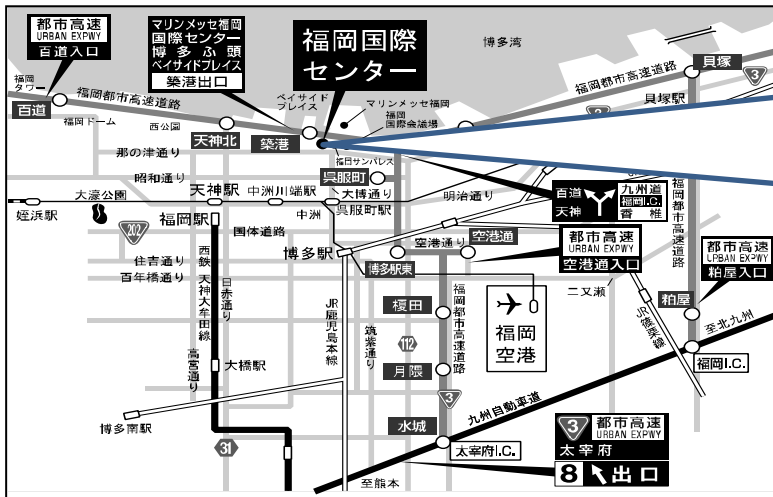 都市高速
URBAN EXPWY
百道入口
マリンメッセ福岡
国際センター
博多ふ頭
ベイサイドプレイス
築港出口
福岡国際
センター
博多湾
福岡
タワー
百道
福岡都市高速道路
福岡ドーム
西公園
天神北
築港
ベイサイド
プレイス
マリンメッセ福岡
福岡
国際会議場
福岡サンパレス
福岡都市高速道路
貝塚
3
貝塚駅
3
那の津通り
昭和通り
呉服町
大濠公園
天神駅
中洲川端駅
大博通り
明治通り
姪浜駅
福岡駅
中洲
呉服町駅
百道
天神
九州道
福岡I.C.
香椎
202
国体道路
博多駅
空港通り
空港通
博多駅東
都市高速
URBAN EXPWY
空港通入口
福岡都市高速道路
都市高速
URBAN EXPWY
粕屋入口
住吉通り
百年橋通り
西鉄 天神大牟田線
日赤通り
JR鹿児島本線
筑紫通り
112
榎田
福岡都市高速道路
福岡
空港
二又瀬
粕屋
JR篠栗線
至北九州
福岡I.C.
高宮通り
大橋駅
月隈
3
九州自動車道
博多南駅
31
水城
太宰府I.C.
至熊本
3
都市高速
URBAN EXPWY
太宰府
8
出口